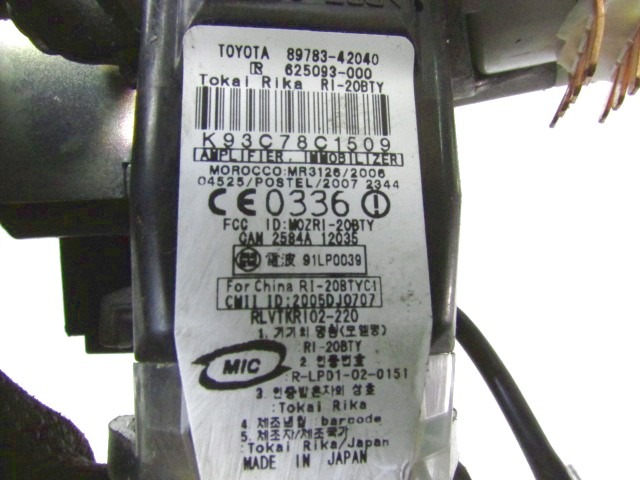 TOYOTA 89783-42040
R 625093-000
Tokai Rika RI-20BTY
K93C78C1509
AMPLIFIER, IMMOBILIZER
MOROCCO:MR3126/2006
04525/POSTEL/2007 2344
CE0336
FCC ID:MOZRI-20BTY
CAN 2584A 12035
電波 91LP0039
For China RI-20BTYC1
CMII ID:2005DJ0707
RLVTKRI02-220
1. 기기의 명칭(모델명)
RI-20BTY
MIC 2. 인증번호
R-LPD1-02-0151
3. 인증받은자의 상호
:Tokai Rika
4. 제조년월:barcode
5. 제조자/제조국가
Tokai Rika/Japan
MADE IN JAPAN